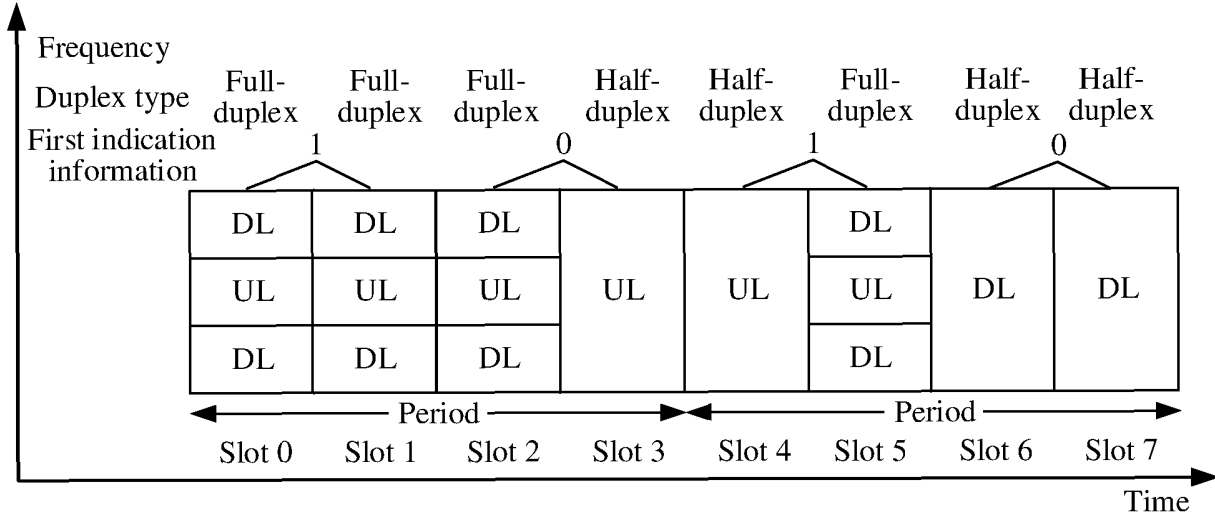 Frequency
Duplex type
Full-
duplex
Full-
duplex
Full-
duplex
Half-
duplex
Half-
duplex
Full-
duplex
Half-
duplex
Half-
duplex
First indication
information
1
0
1
0
DL
DL
DL
UL
UL
DL
DL
DL
UL
UL
UL
UL
DL
DL
DL
DL
Period
Period
Slot 0
Slot 1
Slot 2
Slot 3
Slot 4
Slot 5
Slot 6
Slot 7
Time